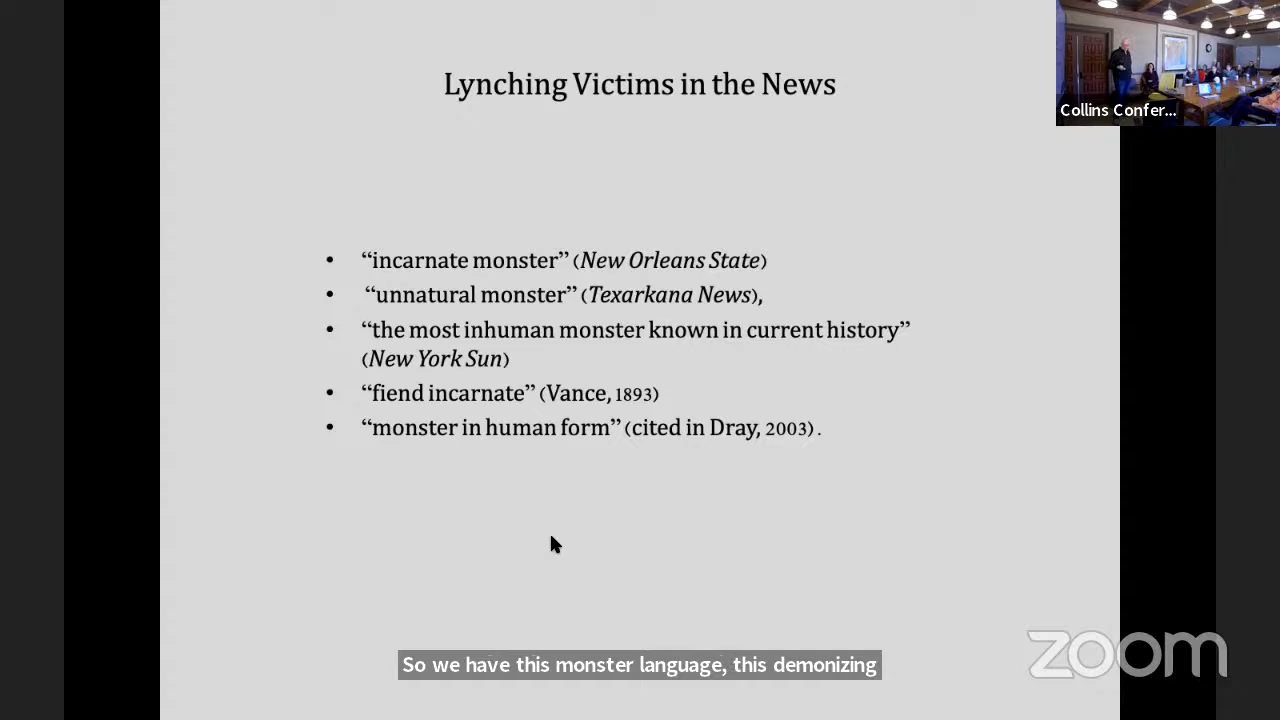 Lynching Victims in the News
Collins Confer...
• “incarnate monster” (New Orleans State)
• “unnatural monster” (Texarkana News),
• “the most inhuman monster known in current history”
(New York Sun)
• “fiend incarnate” (Vance, 1893)
• “monster in human form” (cited in Dray, 2003).
So we have this monster language, this demonizing
zoom